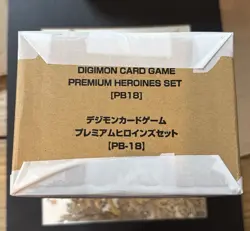 DIGIMON CARD GAME
PREMIUM HEROINES SET
[PB18]
デジモンカードゲーム
プレミアムヒロインズセット
[PB-18]